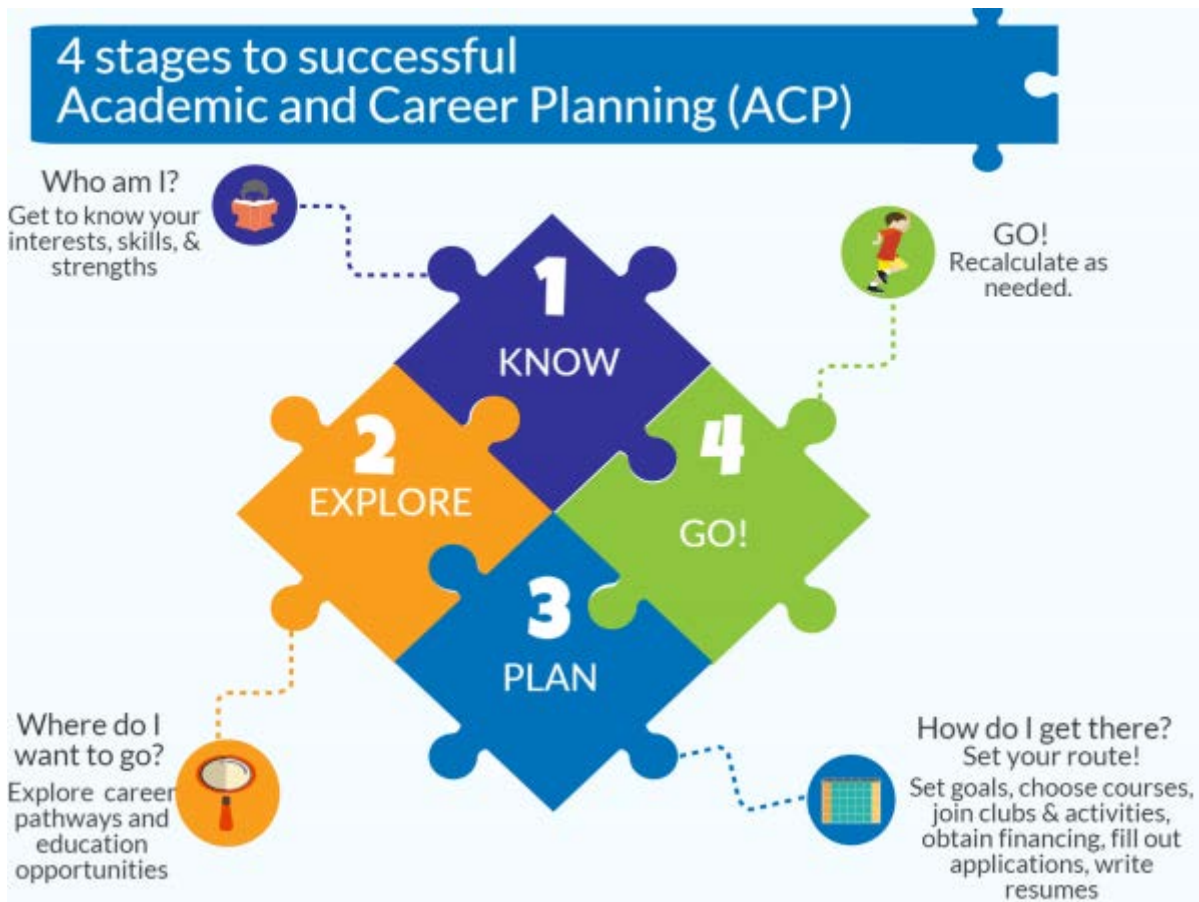 4 stages to successful
Academic and Career Planning (ACP)
Who am I?
Get to know your
interests, skills, &
strengths
1
KNOW
GO!
Recalculate as
needed.
2
EXPLORE
4
GO!
3
PLAN
Where do I
want to go?
Explore career
pathways and
education
opportunities
How do I get there?
Set your route!
Set goals, choose courses,
join clubs & activities,
obtain financing, fill out
applications, write
resumes